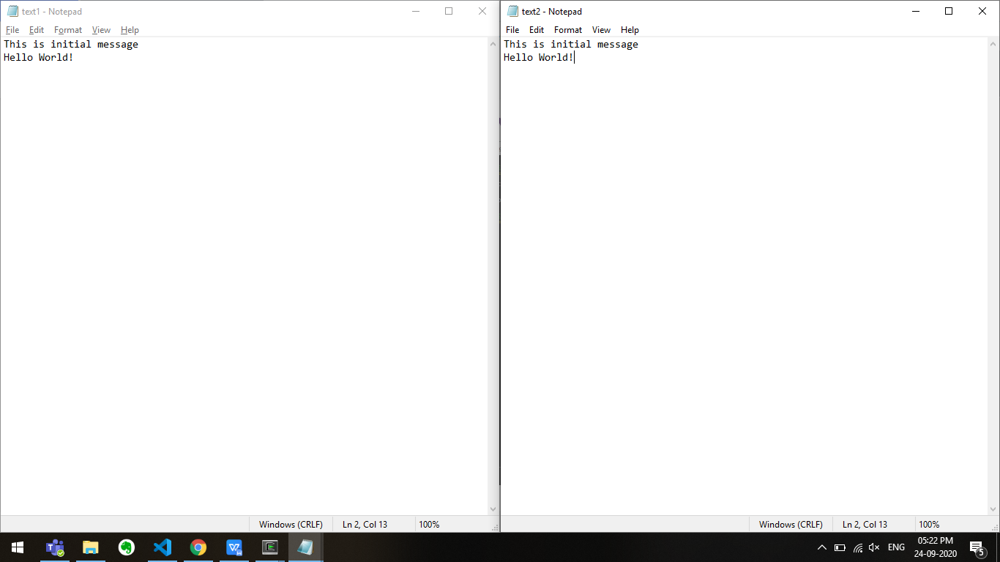 text1 - Notepad
File Edit Format View Help
This is initial message
Hello World!
Windows (CRLF) Ln 2, Col 13 100%
text2 - Notepad
File Edit Format View Help
This is initial message
Hello World!
Windows (CRLF) Ln 2, Col 13 100%
ENG
05:22 PM
24-09-2020
5